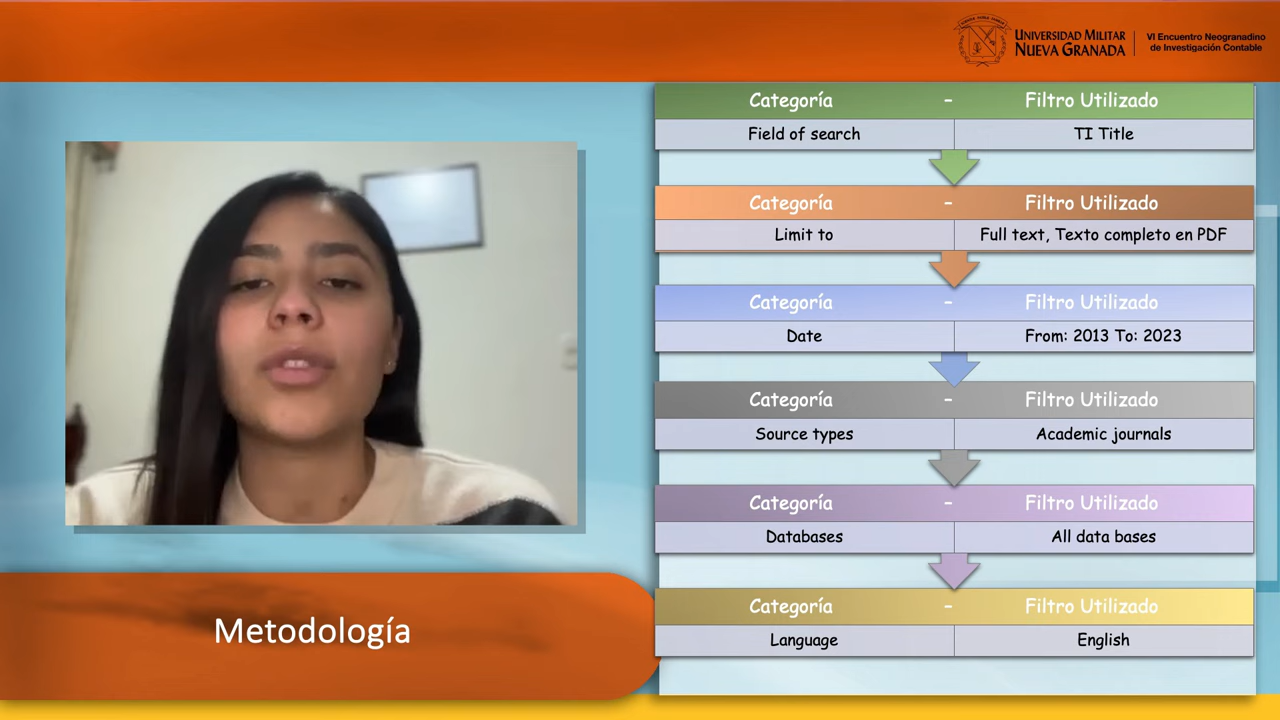 UNIVERSIDAD MILITAR
NUEVA GRANADA
VI Encuentro Neogranadino
de Investigación Contable
Categoría - Filtro Utilizado
Field of search TI Title
Categoría - Filtro Utilizado
Limit to Full text, Texto completo en PDF
Categoría - Filtro Utilizado
Date From: 2013 To: 2023
Categoría - Filtro Utilizado
Source types Academic journals
Categoría - Filtro Utilizado
Databases All data bases
Categoría - Filtro Utilizado
Language English
Metodología